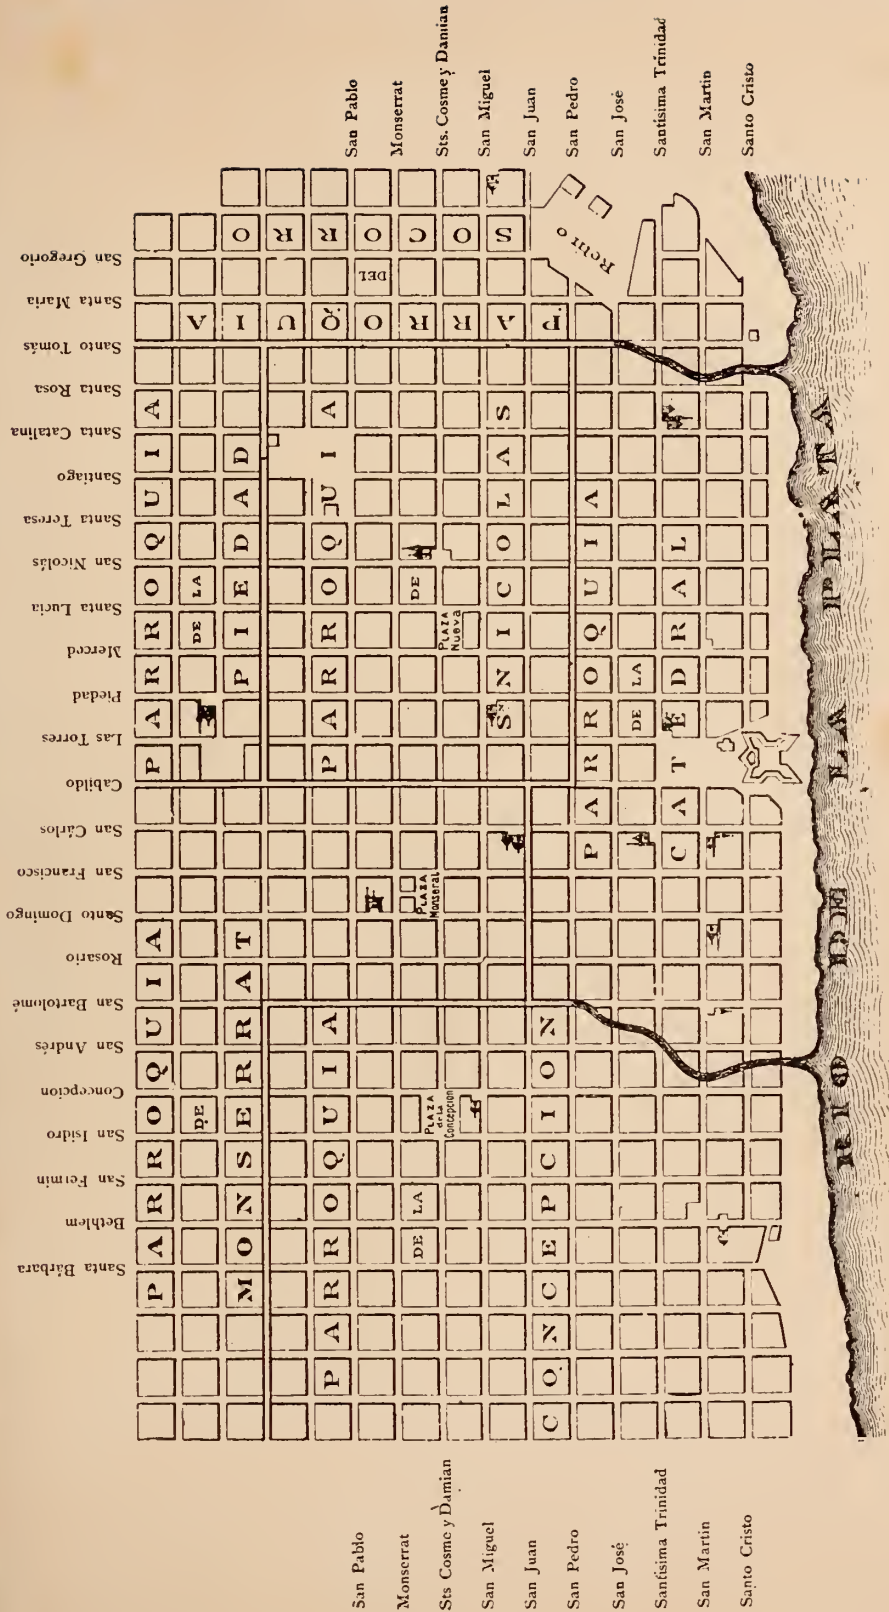 San Pablo
Monserrat
Sts. Cosme y Damian
San Miguel
San Juan
San Pedro
San José
Santísima Trinidad
San Martin
Santo Cristo
San Gregorio
Santa Maria
Santo Tomás
Santa Rosa
Santa Catalina
Santiago
Santa Teresa
San Nicolás
Santa Lucia
Merced
Piedad
Las Torres
Cabildo
San Cárlos
San Francisco
Santo Domingo
Rosario
San Bartolomé
San Andrés
Concepcion
San Isidro
San Fermin
Bethlem
Santa Bárbara
PARROQUIA
DEL
SOCORRO
Retiro
PARROQUIA
DE LA
PIEDAD
PARROQUIA
DE
S NICOLAS
PLAZA
Nueva
PARROQUIA
DE LA
CATEDRAL
PLAZA
Monserat
PARROQUIA
DE
MONSERRAT
PARROQUIA
DE LA
CONCEPCION
PLAZA
de la
Concepcion
RIO DE LA PLATA
San Pablo
Monserrat
Sts Cosme y Damian
San Miguel
San Juan
San Pedro
San José
Santísima Trinidad
San Martin
Santo Cristo